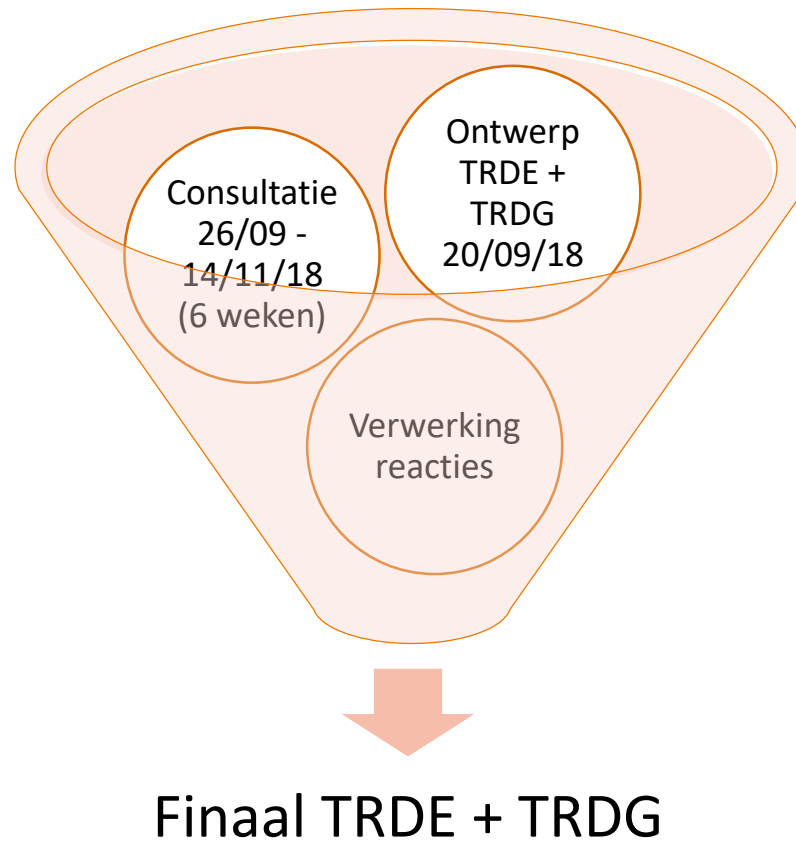 Ontwerp
TRDE +
TRDG
20/09/18
Consultatie
26/09 -
14/11/18
(6 weken)
Verwerking
reacties
Finaal TRDE + TRDG